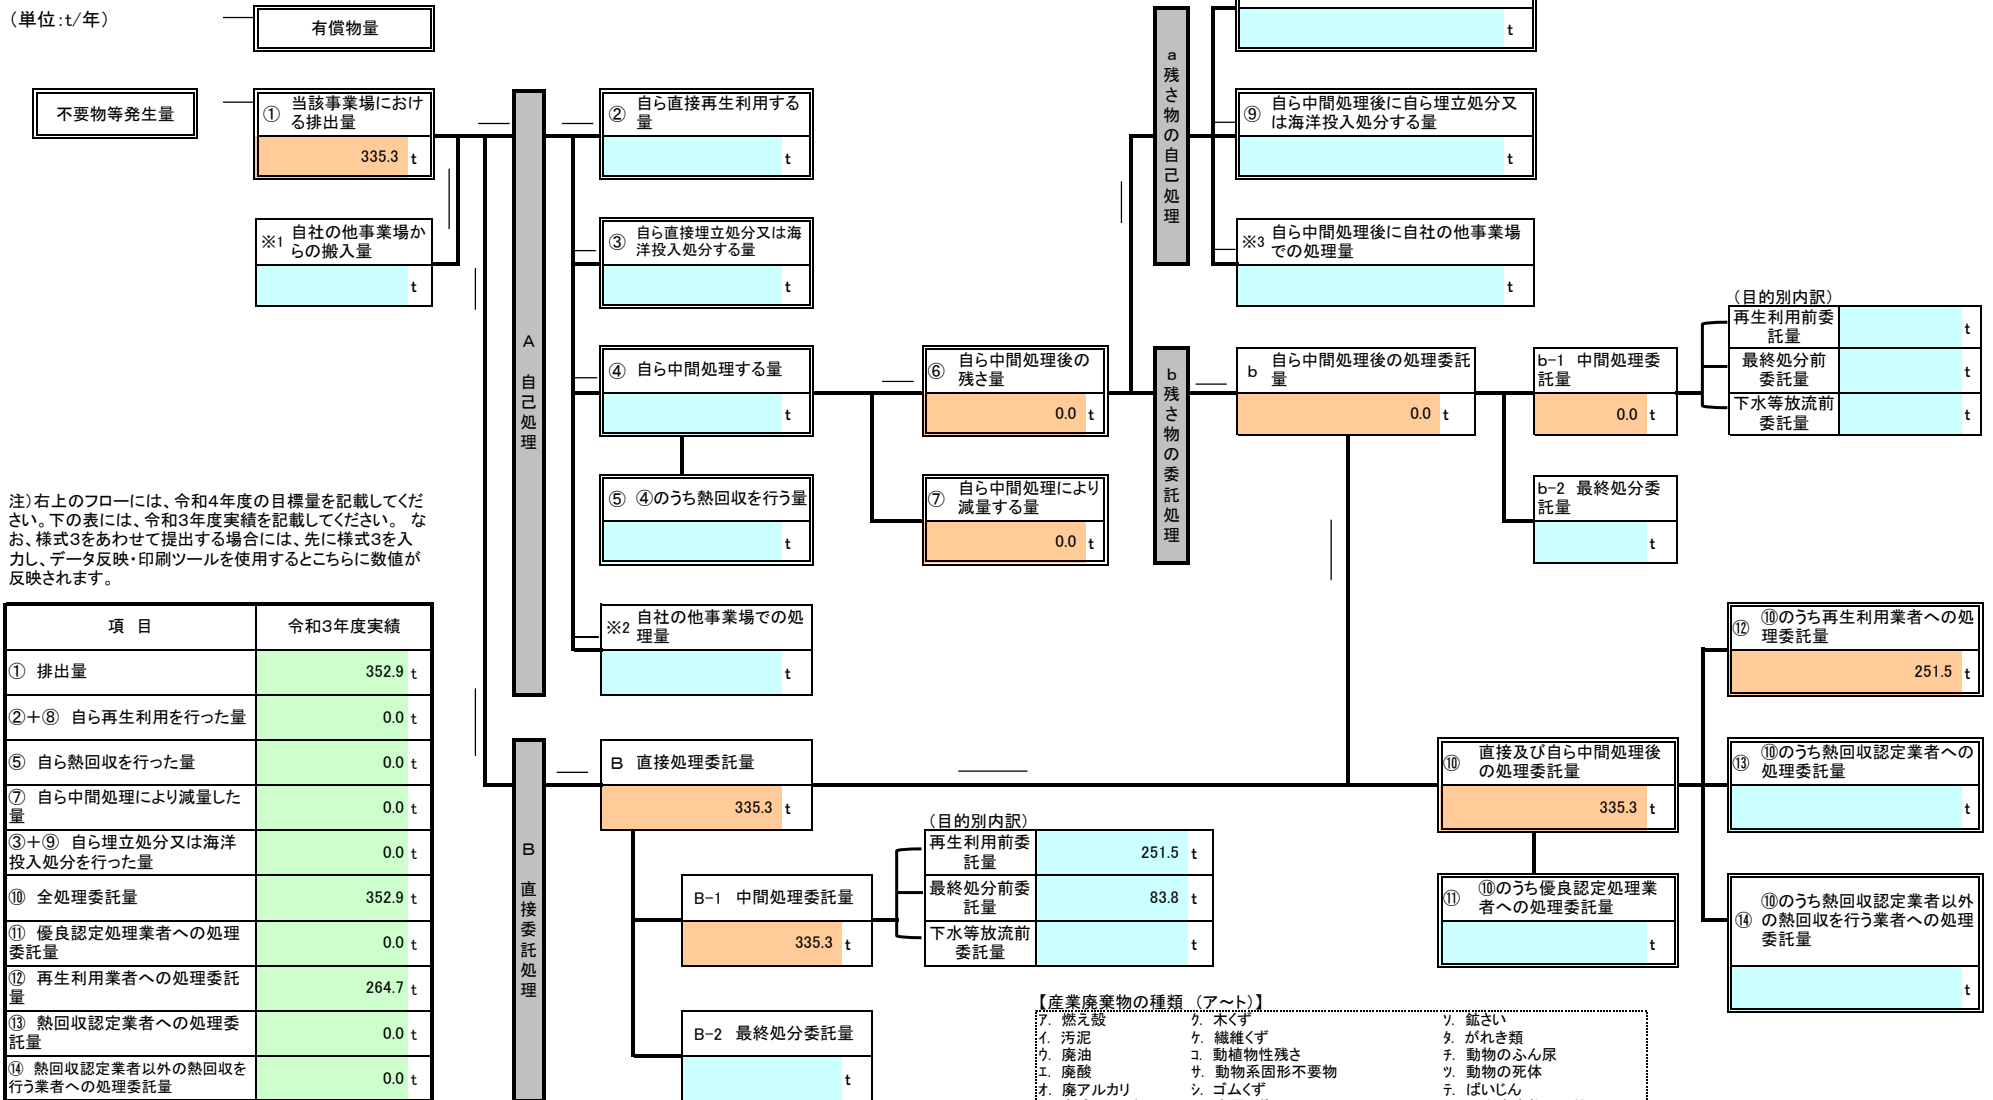 （単位：t/年）
有償物量
不要物等発生量
①
当該事業場におけ
る排出量
335.3 t
※1
自社の他事業場か
らの搬入量
t
A 自己処理
②
自ら直接再生利用する
量
t
③
自ら直接埋立処分又は海
洋投入処分する量
t
④ 自ら中間処理する量
t
⑤ ④のうち熱回収を行う量
t
※2
自社の他事業場での処
理量
t
⑥
自ら中間処理後の
残さ量
0.0 t
⑦
自ら中間処理により
減量する量
0.0 t
a残さ物の自己処理
t
⑨
自ら中間処理後に自ら埋立処分又
は海洋投入処分する量
t
※3
自ら中間処理後に自社の他事業場
での処理量
t
b残さ物の委託処理
b
自ら中間処理後の処理委託
量
0.0 t
b-1 中間処理委
託量
0.0 t
b-2 最終処分委
託量
t
（目的別内訳）
再生利用前委
託量
t
最終処分前
委託量
t
下水等放流前
委託量
t
注）右上のフローには、令和４年度の目標量を記載してくだ
さい。下の表には、令和３年度実績を記載してください。 な
お、様式３をあわせて提出する場合には、先に様式３を入
力し、データ反映・印刷ツールを使用するとこちらに数値が
反映されます。
項 目 令和３年度実績
① 排出量 352.9 t
②＋⑧ 自ら再生利用を行った量 0.0 t
⑤ 自ら熱回収を行った量 0.0 t
⑦ 自ら中間処理により減量した
量
0.0 t
③＋⑨ 自ら埋立処分又は海洋
投入処分を行った量
0.0 t
⑩ 全処理委託量 352.9 t
⑪ 優良認定処理業者への処理
委託量
0.0 t
⑫ 再生利用業者への処理委託
量
264.7 t
⑬ 熱回収認定業者への処理委
託量
0.0 t
⑭ 熱回収認定業者以外の熱回収を
行う業者への処理委託量
0.0 t
B 直接委託処理
B 直接処理委託量
335.3 t
B-1 中間処理委託量
335.3 t
B-2 最終処分委託量
t
（目的別内訳）
再生利用前委
託量
251.5 t
最終処分前委
託量
83.8 t
下水等放流前
委託量
t
⑩
直接及び自ら中間処理後
の処理委託量
335.3 t
⑪
⑩のうち優良認定処理業
者への処理委託量
t
⑫
⑩のうち再生利用業者への処
理委託量
251.5 t
⑬
⑩のうち熱回収認定業者への
処理委託量
t
⑭
⑩のうち熱回収認定業者以外
の熱回収を行う業者への処理
委託量
t
【産業廃棄物の種類 （ア～ト）】
ｱ. 燃え殻 ｸ. 木くず ｿ. 鉱さい
ｲ. 汚泥 ｹ. 繊維くず ﾀ. がれき類
ｳ. 廃油 ｺ. 動植物性残さ ﾁ. 動物のふん尿
ｴ. 廃酸 ｻ. 動物系固形不要物 ﾂ. 動物の死体
ｵ. 廃アルカリ ｼ. ゴムくず ﾃ. ばいじん